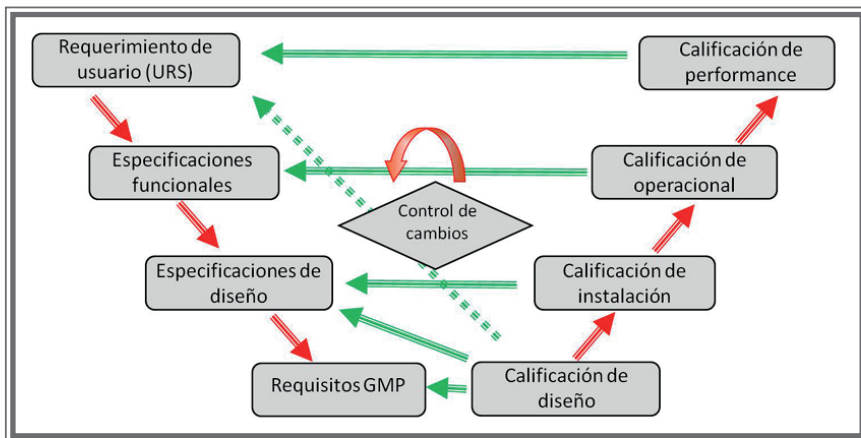 Requerimiento de
usuario (URS)
Calificación de
performance
Especificaciones
funcionales
Calificación de
operacional
Control de
cambios
Especificaciones de
diseño
Calificación de
instalación
Requisitos GMP
Calificación de
diseño